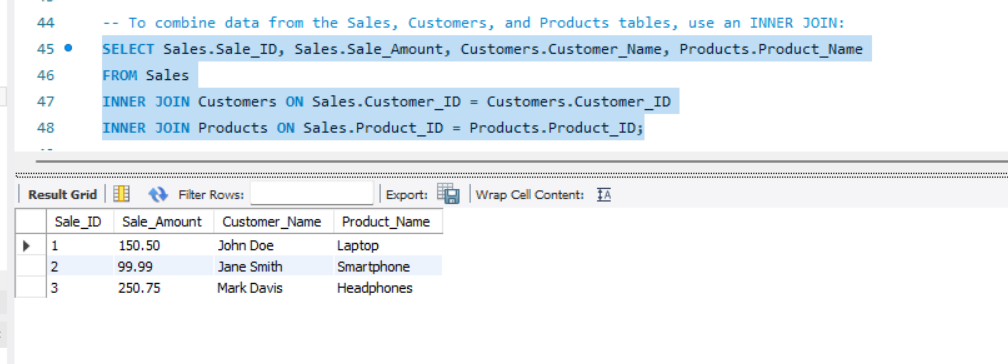 44 -- To combine data from the Sales, Customers, and Products tables, use an INNER JOIN:
45 SELECT Sales.Sale_ID, Sales.Sale_Amount, Customers.Customer_Name, Products.Product_Name
46 FROM Sales
47 INNER JOIN Customers ON Sales.Customer_ID = Customers.Customer_ID
48 INNER JOIN Products ON Sales.Product_ID = Products.Product_ID;
Result Grid Filter Rows: Export: Wrap Cell Content: IA
Sale_ID Sale_Amount Customer_Name Product_Name
1 150.50 John Doe Laptop
2 99.99 Jane Smith Smartphone
3 250.75 Mark Davis Headphones